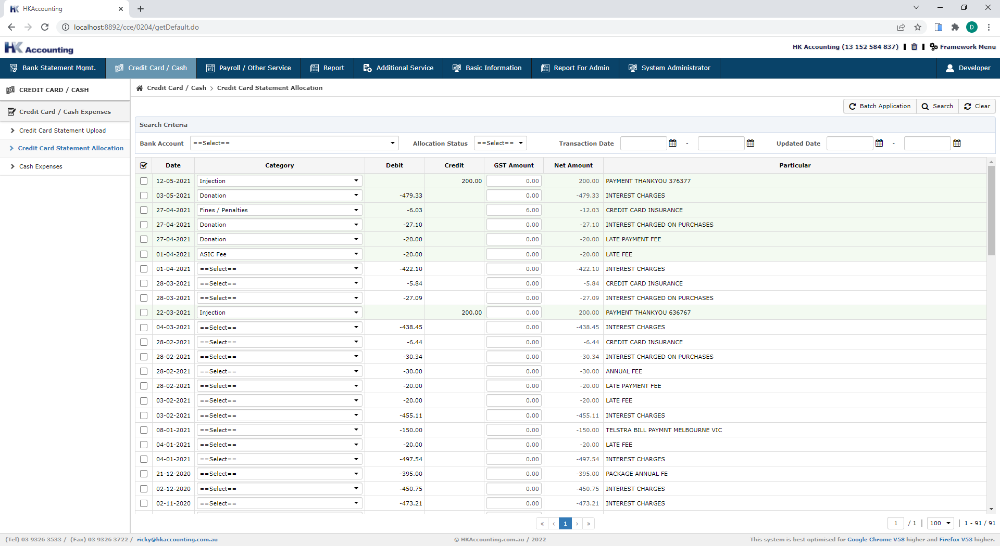 HKAccounting
localhost:8892/cce/0204/getDefault.do
D
HK Accounting
HK Accounting (13 152 584 837) Framework Menu
Bank Statement Mgmt. Credit Card / Cash Payroll / Other Service Report Additional Service Basic Information Report For Admin System Administrator Developer
CREDIT CARD / CASH
Credit Card / Cash Expenses
Credit Card Statement Upload
Credit Card Statement Allocation
Cash Expenses
Credit Card / Cash > Credit Card Statement Allocation
Batch Application Search Clear
Search Criteria
Bank Account ==Select== Allocation Status ==Select== Transaction Date - Updated Date -
Date Category Debit Credit GST Amount Net Amount Particular
12-05-2021 Injection 200.00 0.00 200.00 PAYMENT THANKYOU 376377
03-05-2021 Donation -479.33 0.00 -479.33 INTEREST CHARGES
27-04-2021 Fines / Penalties -6.03 6.00 -12.03 CREDIT CARD INSURANCE
27-04-2021 Donation -27.10 0.00 -27.10 INTEREST CHARGED ON PURCHASES
27-04-2021 Donation -20.00 0.00 -20.00 LATE PAYMENT FEE
01-04-2021 ASIC Fee -20.00 0.00 -20.00 LATE FEE
01-04-2021 ==Select== -422.10 0.00 -422.10 INTEREST CHARGES
28-03-2021 ==Select== -5.84 0.00 -5.84 CREDIT CARD INSURANCE
28-03-2021 ==Select== -27.09 0.00 -27.09 INTEREST CHARGED ON PURCHASES
22-03-2021 Injection 200.00 0.00 200.00 PAYMENT THANKYOU 636767
04-03-2021 ==Select== -438.45 0.00 -438.45 INTEREST CHARGES
28-02-2021 ==Select== -6.44 0.00 -6.44 CREDIT CARD INSURANCE
28-02-2021 ==Select== -30.34 0.00 -30.34 INTEREST CHARGED ON PURCHASES
28-02-2021 ==Select== -30.00 0.00 -30.00 ANNUAL FEE
28-02-2021 ==Select== -20.00 0.00 -20.00 LATE PAYMENT FEE
03-02-2021 ==Select== -20.00 0.00 -20.00 LATE FEE
03-02-2021 ==Select== -455.11 0.00 -455.11 INTEREST CHARGES
08-01-2021 ==Select== -150.00 0.00 -150.00 TELSTRA BILL PAYMNT MELBOURNE VIC
04-01-2021 ==Select== -20.00 0.00 -20.00 LATE FEE
04-01-2021 ==Select== -497.54 0.00 -497.54 INTEREST CHARGES
21-12-2020 ==Select== -395.00 0.00 -395.00 PACKAGE ANNUAL FE
02-12-2020 ==Select== -450.75 0.00 -450.75 INTEREST CHARGES
02-11-2020 ==Select== -473.21 0.00 -473.21 INTEREST CHARGES
« ‹ 1 › » 1 / 1 | 100 | 1 - 91 / 91
(Tel) 03 9326 3533 / (Fax) 03 9326 3722 / ricky@hkaccounting.com.au © HKAccounting.com.au / 2022 This system is best optimised for Google Chrome V58 higher and Firefox V53 higher.